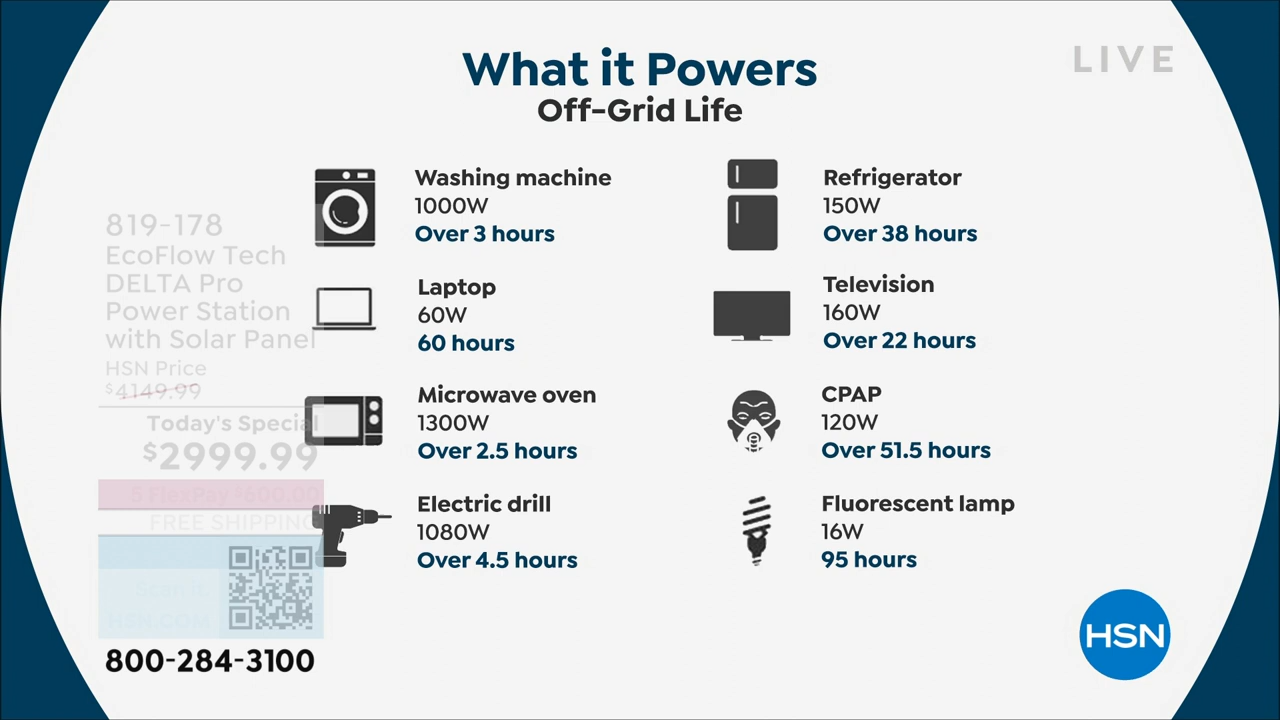 What it Powers
Off-Grid Life
LIVE
Washing machine
1000W
Over 3 hours
Refrigerator
150W
Over 38 hours
Laptop
60W
60 hours
Television
160W
Over 22 hours
Microwave oven
1300W
Over 2.5 hours
CPAP
120W
Over 51.5 hours
Electric drill
1080W
Over 4.5 hours
Fluorescent lamp
16W
95 hours
819-178
EcoFlow Tech
DELTA Pro
Power Station
with Solar Panel
HSN Price
$4149.99
Today's Special
$2999.99
5 FlexPay $600.00
FREE SHIPPING
800-284-3100
HSN